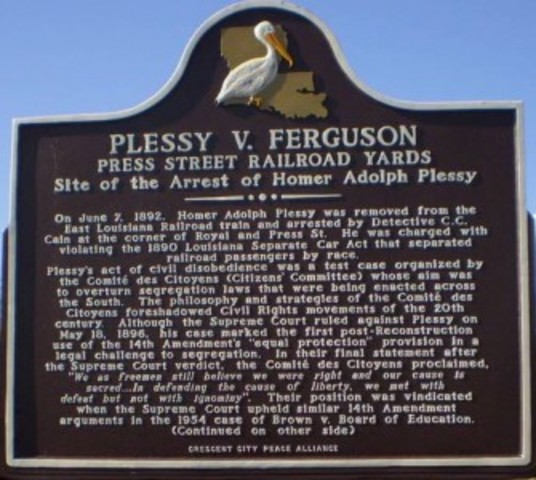 PLESSY V. FERGUSON
PRESS STREET RAILROAD YARDS
Site of the Arrest of Homer Adolph Plessy
On June 7, 1892, Homer Adolph Plessy was removed from the
East Louisiana Railroad train and arrested by Detective C.C.
Cain at the corner of Royal and Press St. He was charged with
violating the 1890 Louisiana Separate Car Act that separated
railroad passengers by race.
Plessy's act of civil disobedience was a test case organized by
the Comité des Citoyens (Citizens' Committee) whose aim was
to overturn segregation laws that were being enacted across
the South. The philosophy and strategies of the Comité des
Citoyens foreshadowed Civil Rights movements of the 20th
century. Although the Supreme Court ruled against Plessy on
May 18, 1896, his case marked the first post-Reconstruction
use of the 14th Amendment's "equal protection" provision in a
legal challenge to segregation. In their final statement after
the Supreme Court verdict, the Comité des Citoyens proclaimed,
"We as freemen still believe we were right and our cause is
sacred...In defending the cause of liberty, we met with
defeat but not with ignominy". Their position was vindicated
when the Supreme Court upheld similar 14th Amendment
arguments in the 1954 case of Brown v. Board of Education.
(Continued on other side)
CRESCENT CITY PEACE ALLIANCE